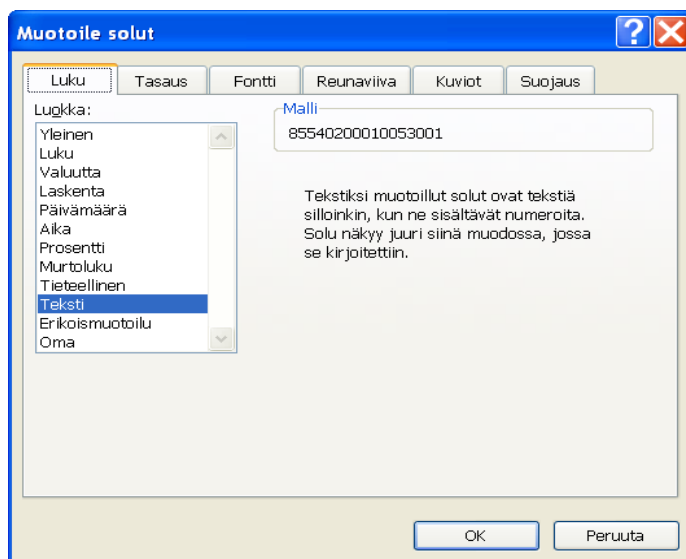 Muotoile solut
Luku Tasaus Fontti Reunaviiva Kuviot Suojaus
Luokka:
Yleinen
Luku
Valuutta
Laskenta
Päivämäärä
Aika
Prosentti
Murtoluku
Tieteellinen
Teksti
Erikoismuotoilu
Oma
Malli
85540200010053001
Tekstiksi muotoillut solut ovat tekstiä
silloinkin, kun ne sisältävät numeroita.
Solu näkyy juuri siinä muodossa, jossa
se kirjoitettiin.
OK Peruuta